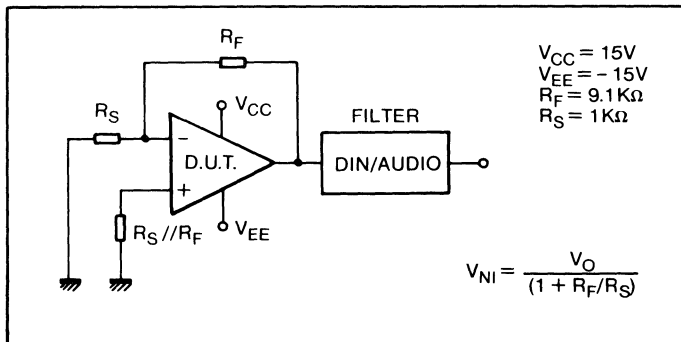 R_F
V_CC = 15V
V_EE = - 15V
R_F = 9.1KΩ
R_S = 1KΩ
R_S
V_CC
FILTER
−
D.U.T.
+
DIN/AUDIO
R_S//R_F
V_EE
V_NI = V_O / (1 + R_F/R_S)